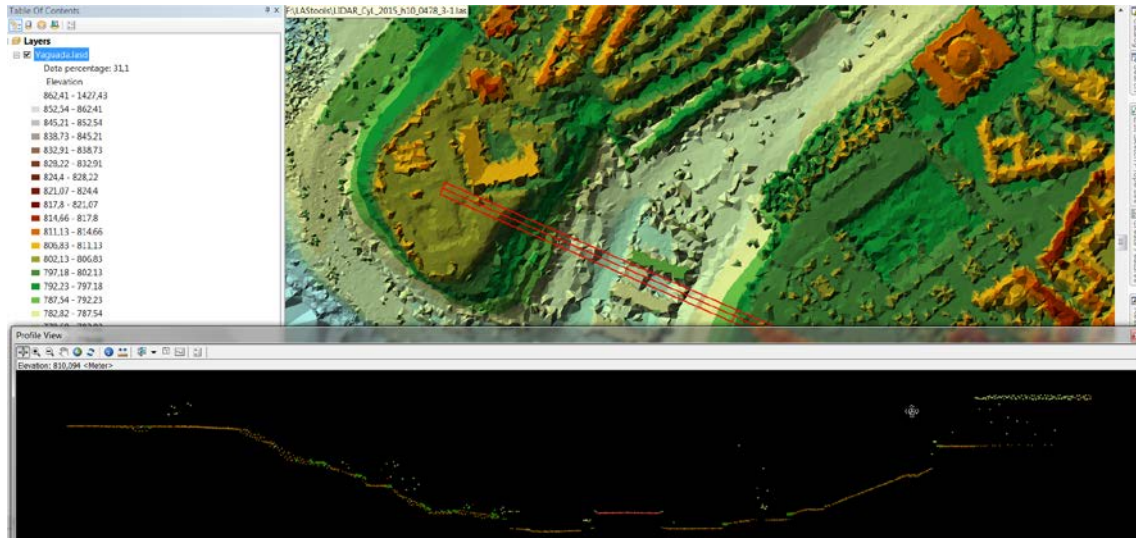 Table Of Contents
F:\LAStools\LIDAR_CyL_2015_h10_0478_3-1.las
Layers
Yaguada.lasd
Data percentage: 31,1
Elevation
862,41 - 1427,43
852,54 - 862,41
845,21 - 852,54
838,73 - 845,21
832,91 - 838,73
828,22 - 832,91
824,4 - 828,22
821,07 - 824,4
817,8 - 821,07
814,66 - 817,8
811,13 - 814,66
806,83 - 811,13
802,13 - 806,83
797,18 - 802,13
792,23 - 797,18
787,54 - 792,23
782,82 - 787,54
Profile View
Elevation: 810,094 <Meter>